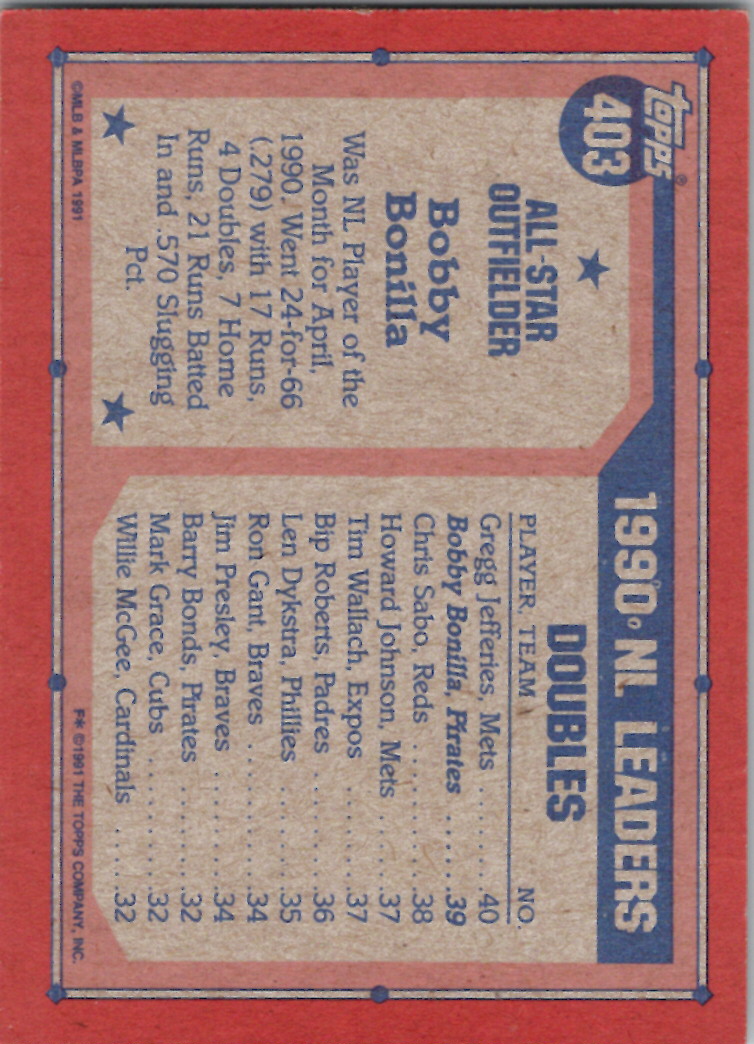 topps®
403
ALL-STAR
OUTFIELDER
Bobby
Bonilla
Was NL Player of the
Month for April,
1990. Went 24-for-66
(.279) with 17 Runs,
4 Doubles, 7 Home
Runs, 21 Runs Batted
In and .570 Slugging
Pct.
©MLB & MLBPA 1991
1990 NL LEADERS
DOUBLES
PLAYER, TEAM NO.
Gregg Jefferies, Mets .......40
Bobby Bonilla, Pirates ......39
Chris Sabo, Reds ..........38
Howard Johnson, Mets ......37
Tim Wallach, Expos ........37
Bip Roberts, Padres ........36
Len Dykstra, Phillies ........35
Ron Gant, Braves ..........34
Jim Presley, Braves ........34
Barry Bonds, Pirates ........32
Mark Grace, Cubs .........32
Willie McGee, Cardinals .....32
F✻ ©1991 THE TOPPS COMPANY, INC.